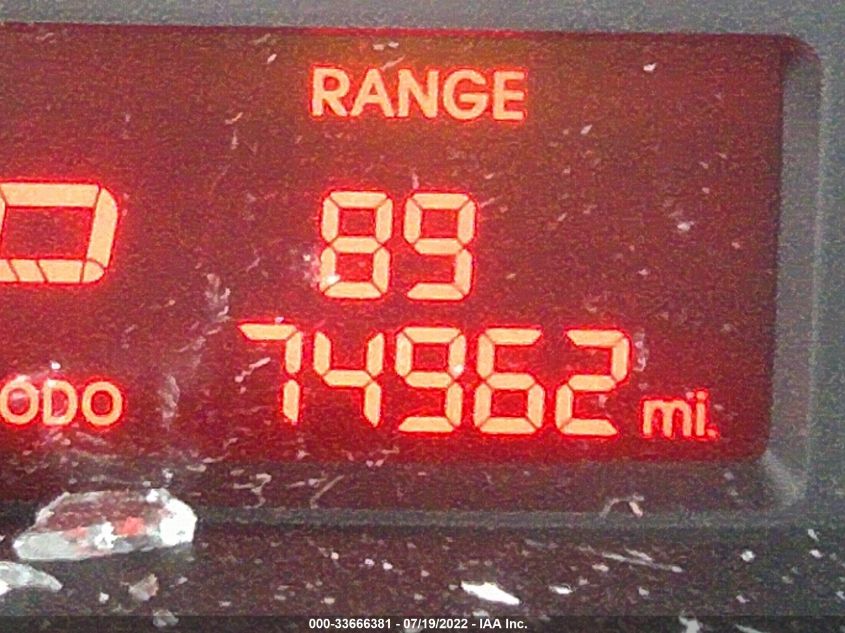 RANGE
89
74962 mi.
ODO
000-33666381 - 07/19/2022 - IAA Inc.